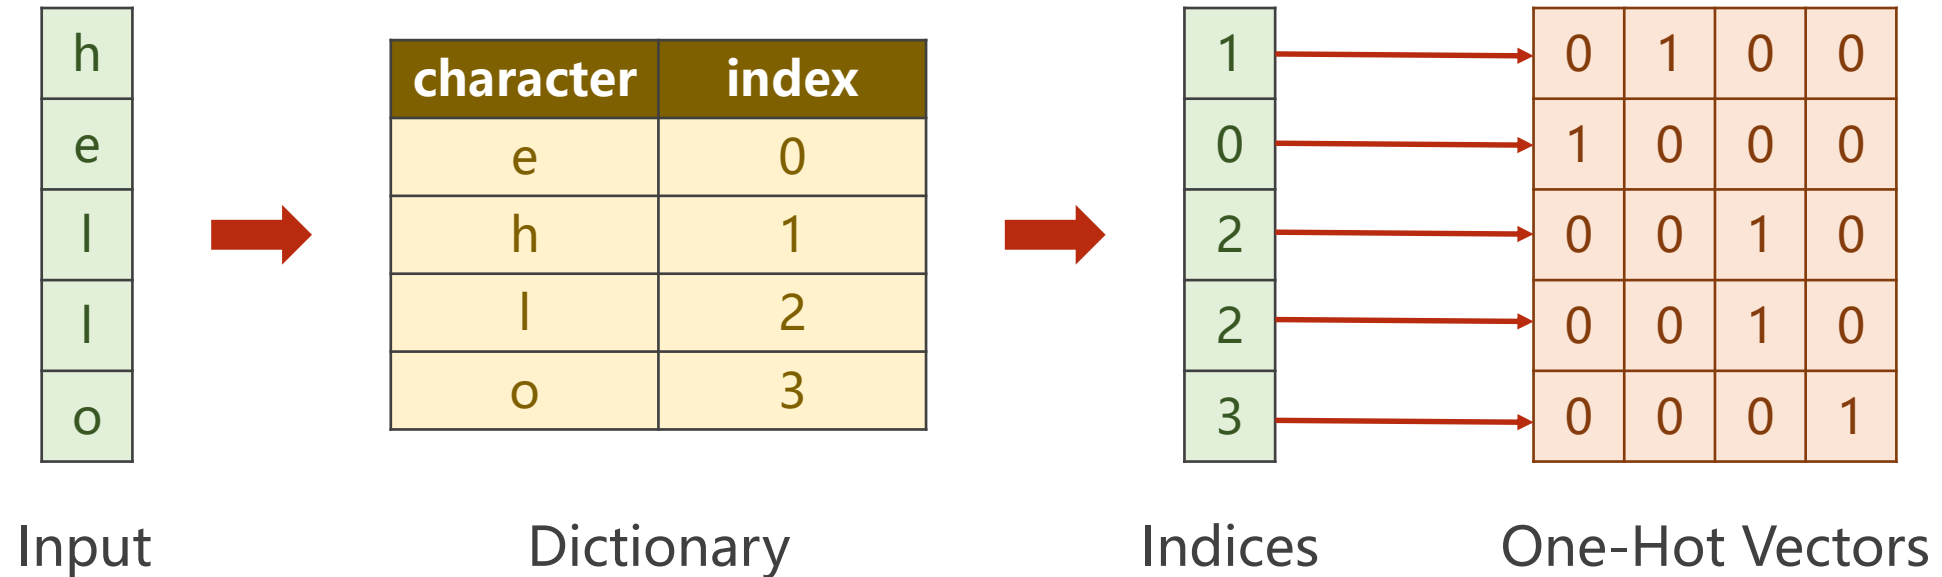 h
e
l
l
o
Input
character index
e 0
h 1
l 2
o 3
Dictionary
1
0
2
2
3
Indices
0 1 0 0
1 0 0 0
0 0 1 0
0 0 1 0
0 0 0 1
One-Hot Vectors